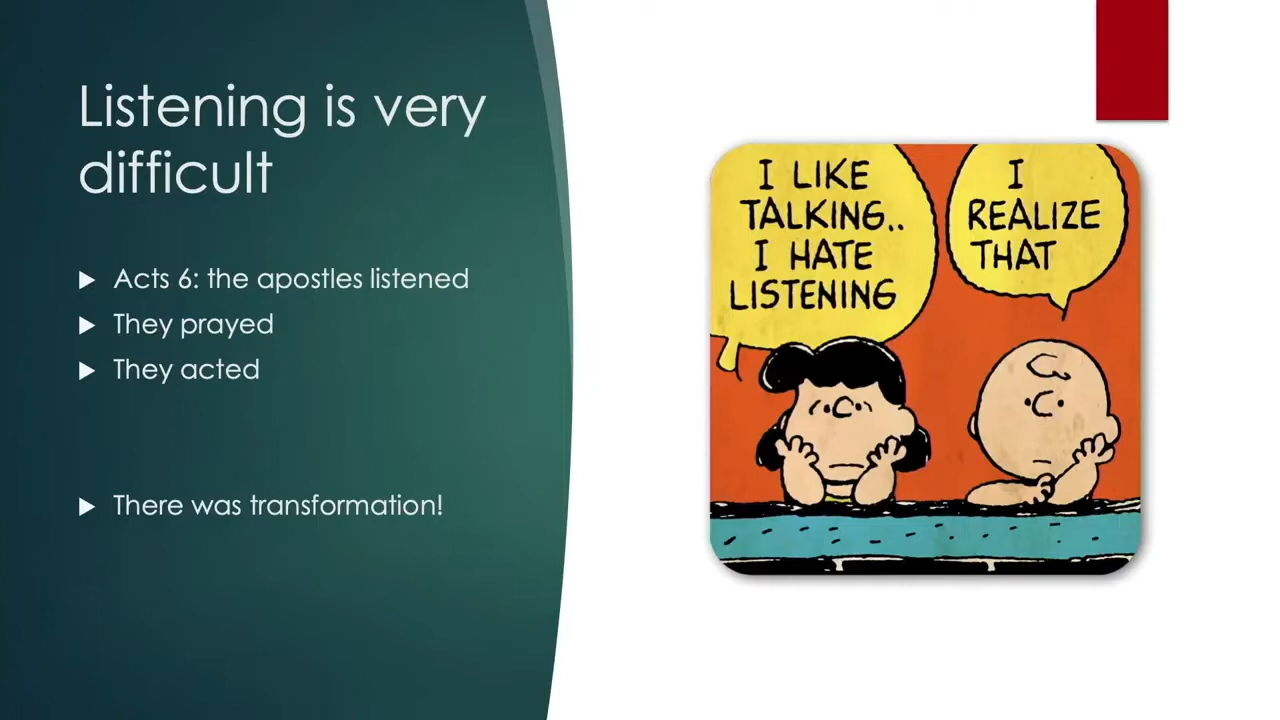 Listening is very
difficult
Acts 6: the apostles listened
They prayed
They acted
There was transformation!
I LIKE
TALKING..
I HATE
LISTENING
I
REALIZE
THAT